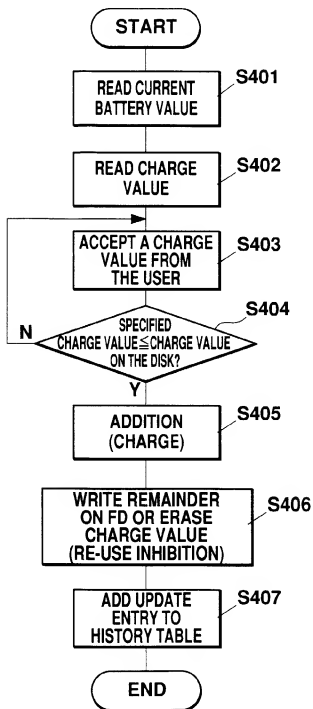 START
READ CURRENT
BATTERY VALUE
S401
READ CHARGE
VALUE
S402
ACCEPT A CHARGE
VALUE FROM
THE USER
S403
SPECIFIED
CHARGE VALUE≦CHARGE VALUE
ON THE DISK?
S404
N
Y
ADDITION
(CHARGE)
S405
WRITE REMAINDER
ON FD OR ERASE
CHARGE VALUE
(RE-USE INHIBITION)
S406
ADD UPDATE
ENTRY TO
HISTORY TABLE
S407
END